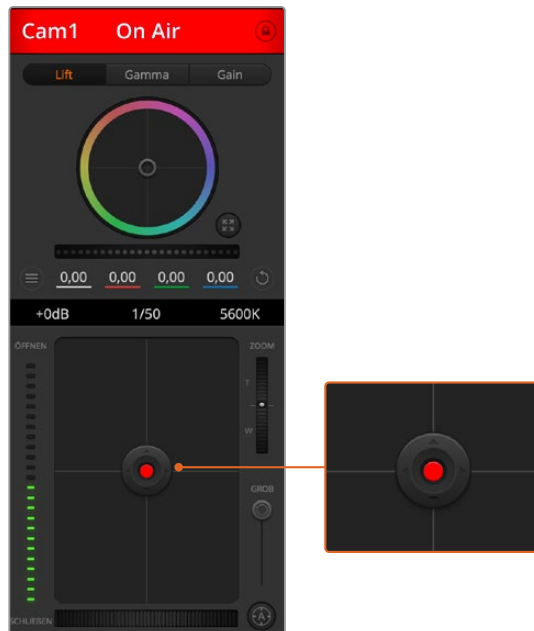 Cam1 On Air
Lift Gamma Gain
0,00 0,00 0,00 0,00
+0dB 1/50 5600K
ÖFFNEN ZOOM
T
W
GROB
A
SCHLIEßEN